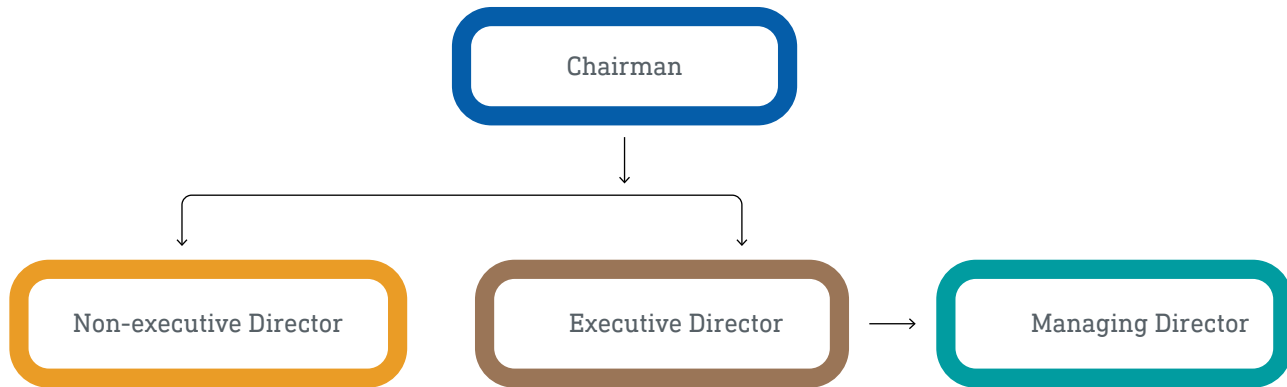 Chairman
Non-executive Director
Executive Director
Managing Director